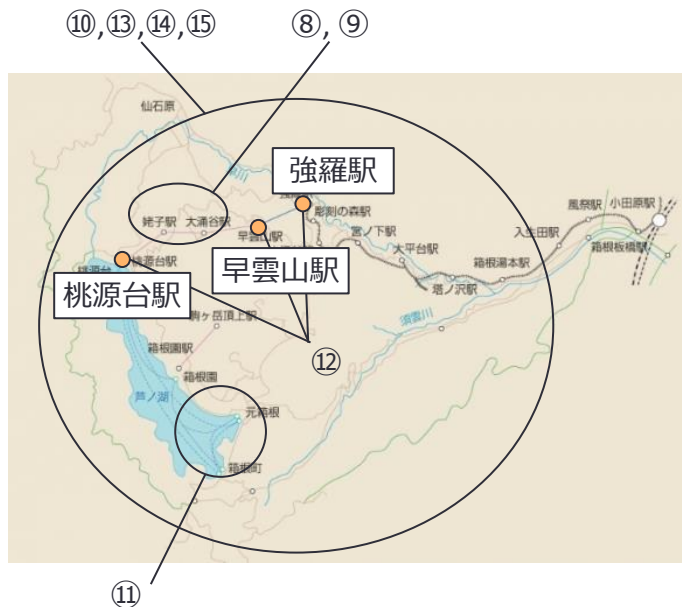 ⑩,⑬,⑭,⑮
⑧, ⑨
仙石原
強羅駅
姥子駅
大涌谷駅
彫刻の森駅
早雲山駅
宮ノ下駅
大平台駅
風祭駅
小田原駅
入生田駅
箱根板橋駅
箱根湯本駅
塔ノ沢駅
桃源台
桃源台駅
早雲山駅
桃源台駅
駒ヶ岳頂上駅
須雲川
⑫
箱根園駅
箱根園
芦ノ湖
元箱根
箱根町
⑪